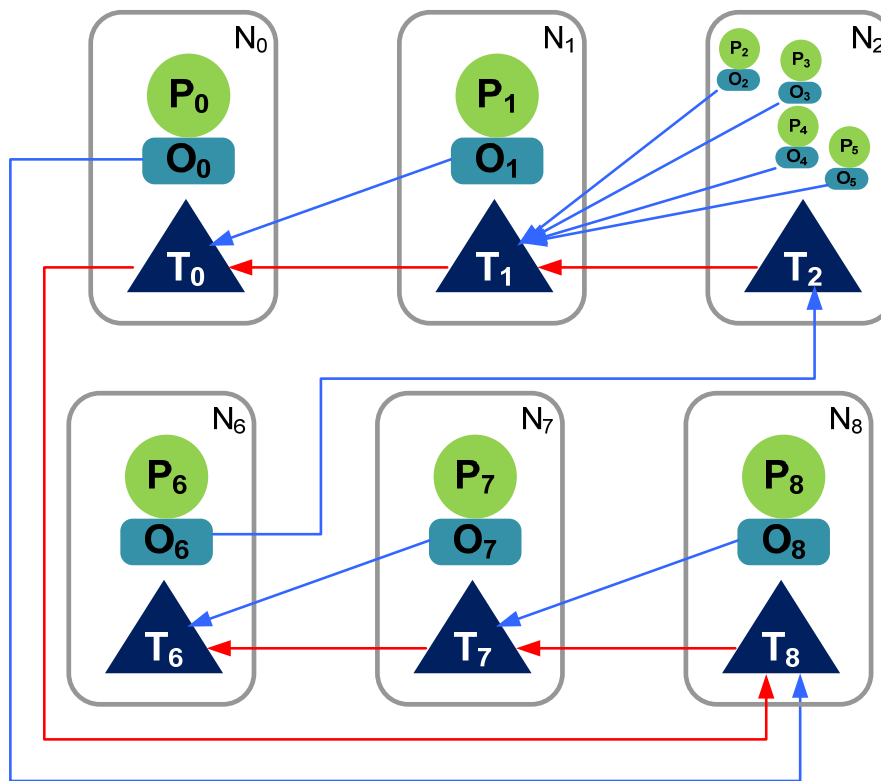 N₀
P₀
O₀
T₀
N₁
P₁
O₁
T₁
N₂
P₂
O₂
P₃
O₃
P₄
O₄
P₅
O₅
T₂
N₆
P₆
O₆
T₆
N₇
P₇
O₇
T₇
N₈
P₈
O₈
T₈